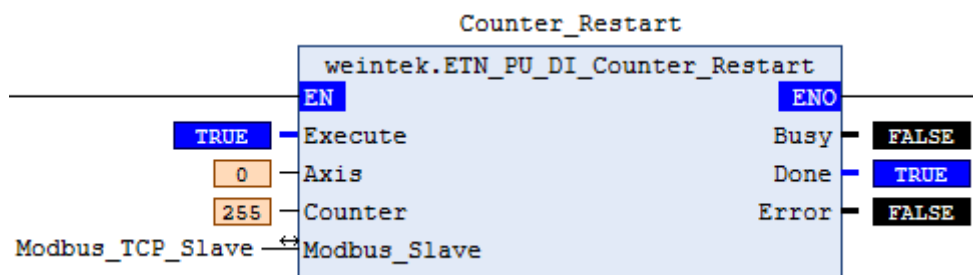 Counter_Restart
weintek.ETN_PU_DI_Counter_Restart
EN ENO
TRUE Execute Busy FALSE
0 Axis Done TRUE
255 Counter Error FALSE
Modbus_TCP_Slave Modbus_Slave